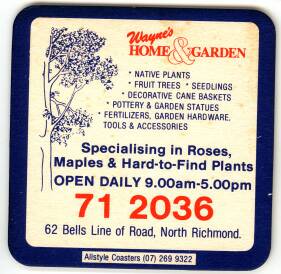 Wayne's
HOME & GARDEN
* NATIVE PLANTS
* FRUIT TREES * SEEDLINGS
* DECORATIVE CANE BASKETS
* POTTERY & GARDEN STATUES
* FERTILIZERS, GARDEN HARDWARE,
TOOLS & ACCESSORIES
Specialising in Roses,
Maples & Hard-to-Find Plants
OPEN DAILY 9.00am-5.00pm
71 2036
62 Bells Line of Road, North Richmond.
Allstyle Coasters (07) 269 9322